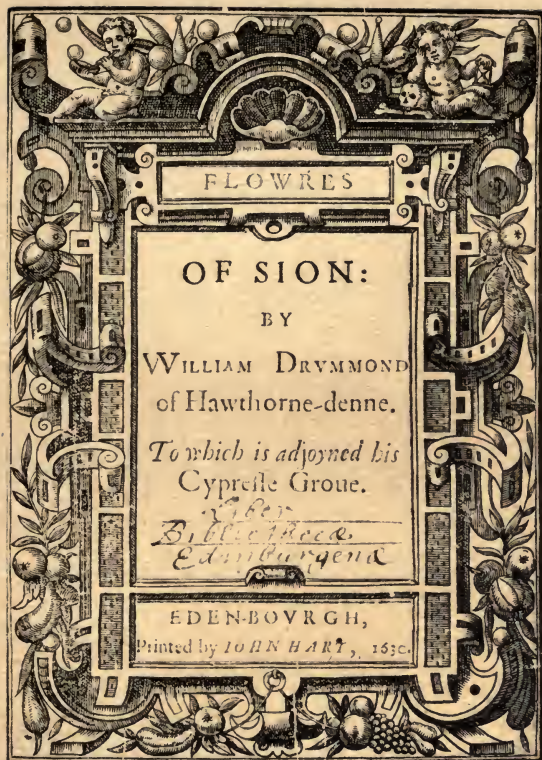 FLOWRES
OF SION:
BY
WILLIAM DRVMMOND
of Hawthorne-denne.
To which is adjoyned his
Cypresse Groue.
Liber
Bibliothecæ
Edinburgenæ
EDEN-BOVRGH,
Printed by IOHN HART, 1630.